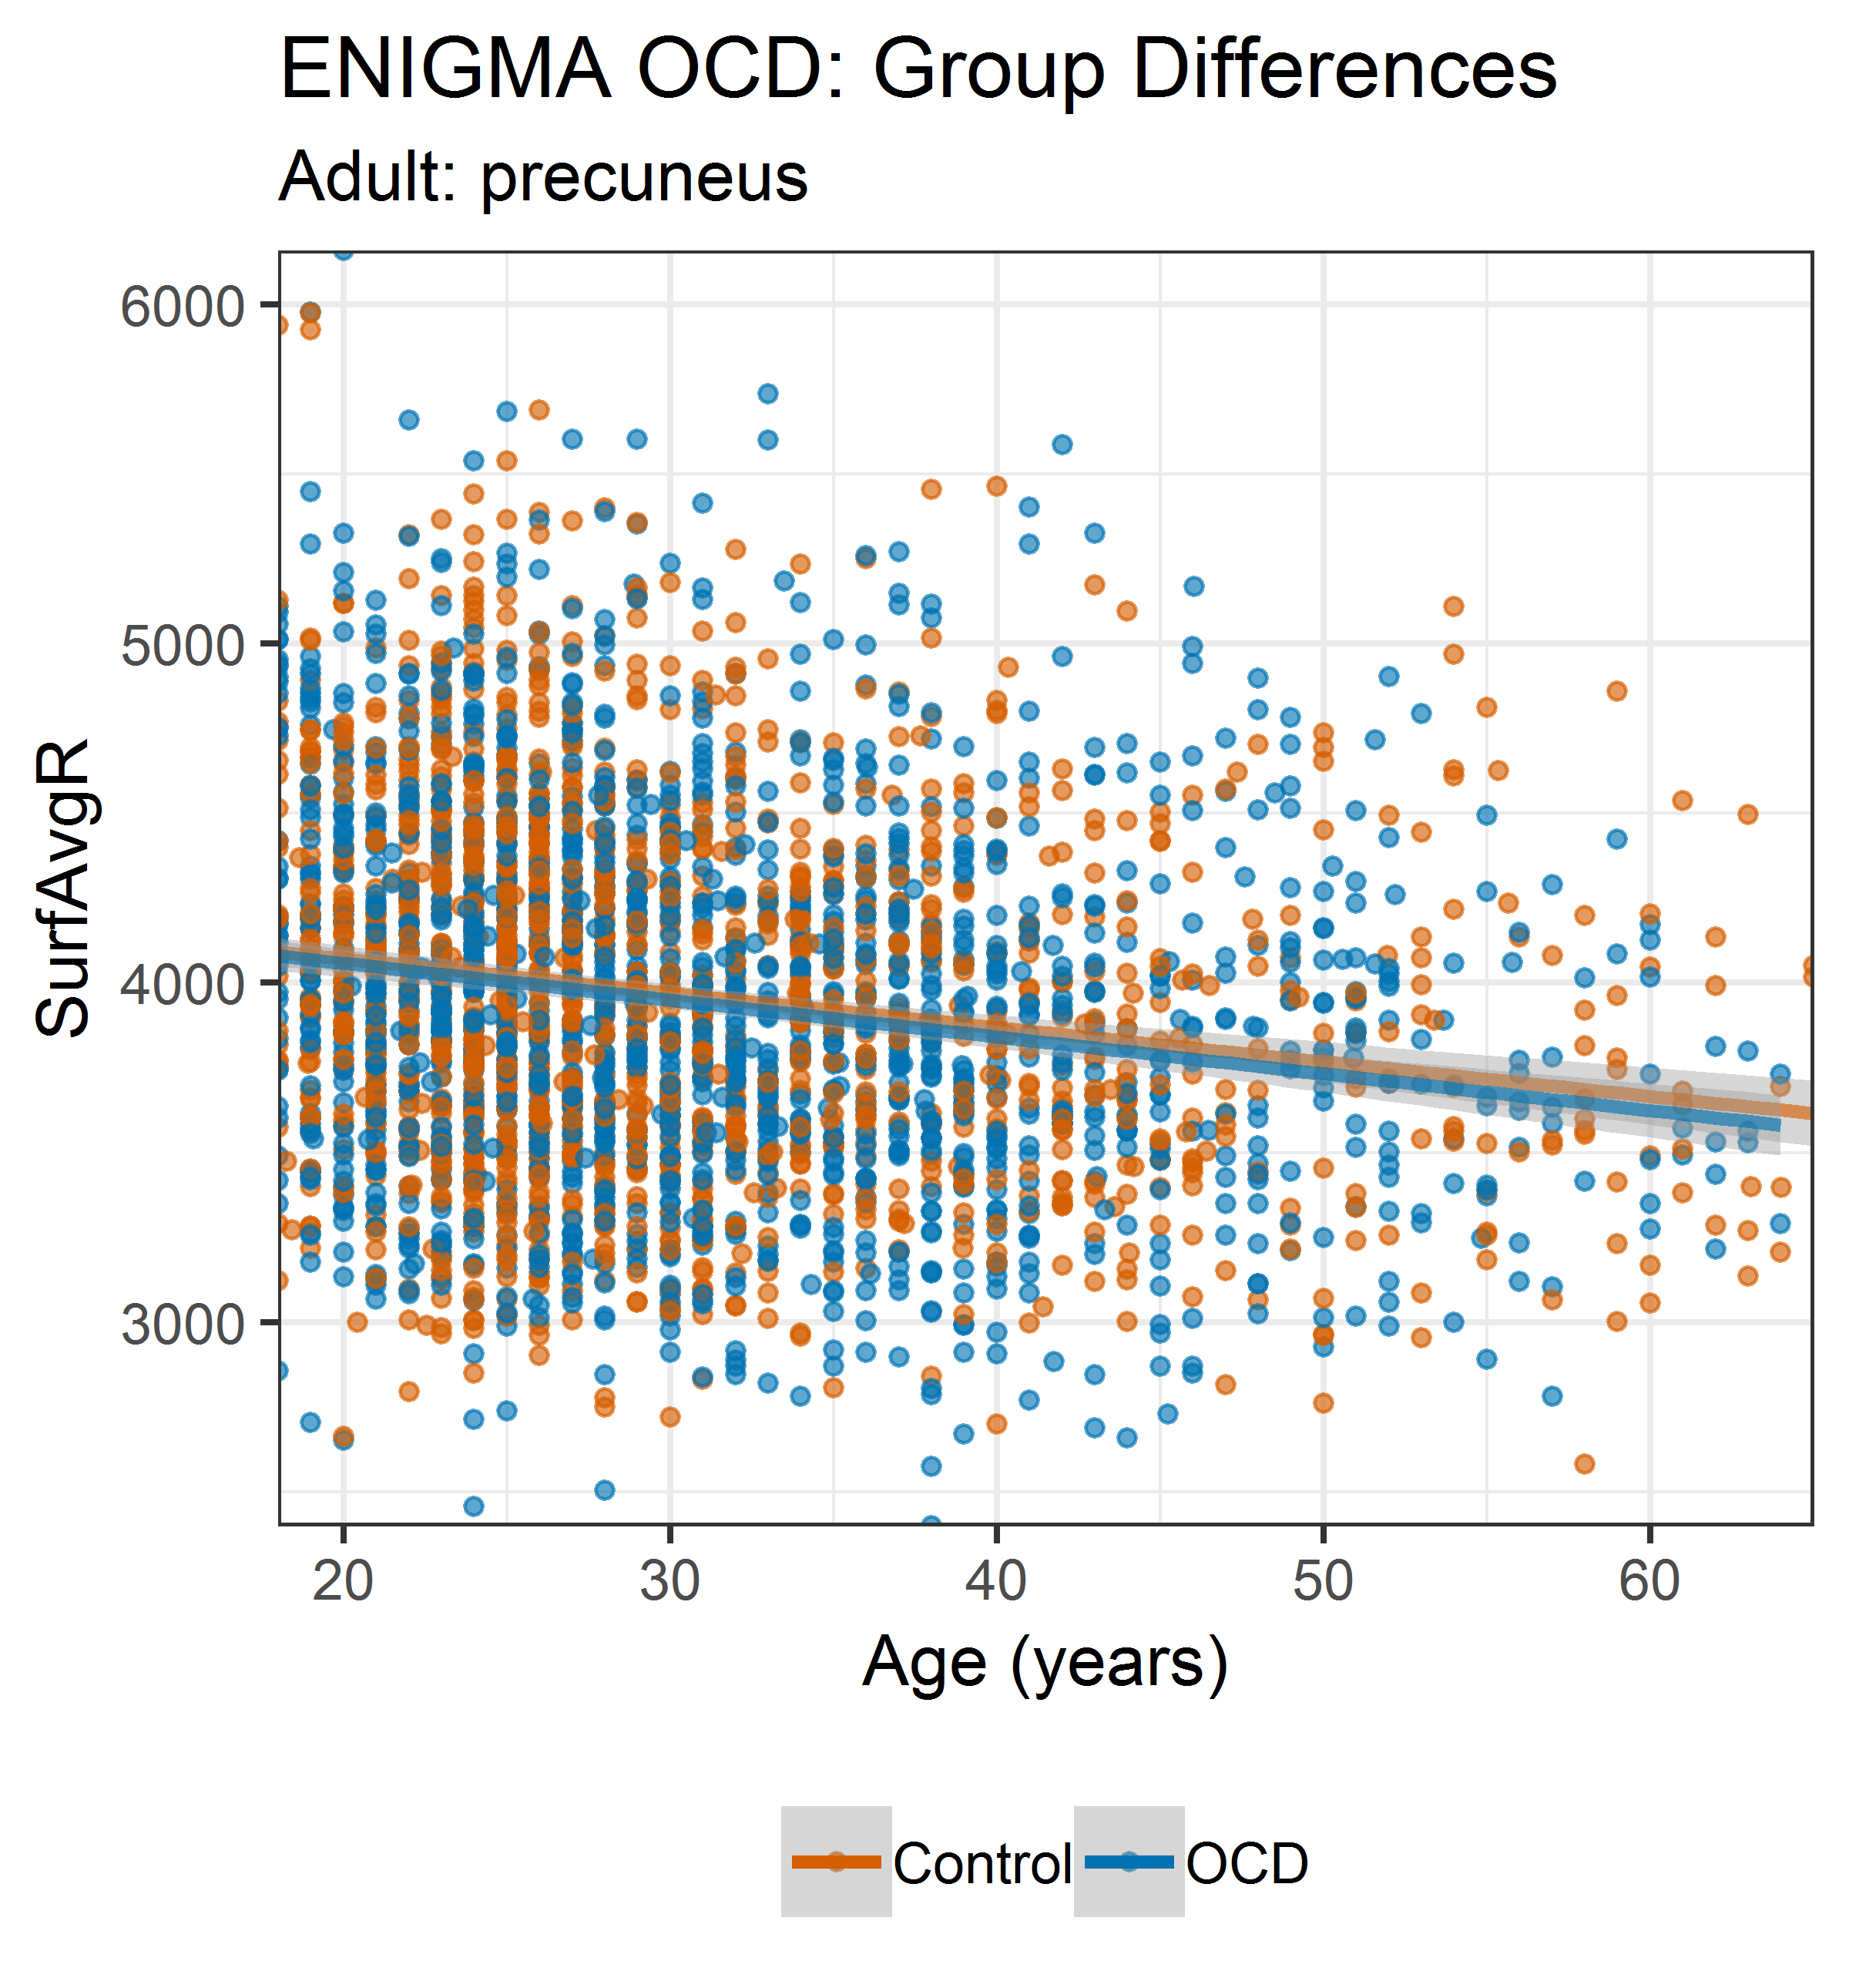 ENIGMA OCD: Group Differences
Adult: precuneus
SurfAvgR
6000
5000
4000
3000
20 30 40 50 60
Age (years)
Control OCD